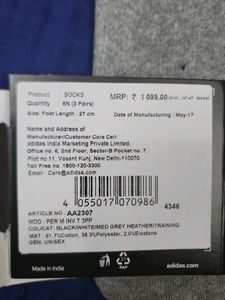 Product : SOCKS
Quantity : 6N (3 Pairs)
MRP: ₹ 1 099.00 (incl. of all taxes)
Size: Foot Length : 27 cm
Date of Manufacturing : May-17
Name and Address of
Manufacturer/Customer Care Cell:
adidas India Marketing Private Limited,
Office no. 6, 2nd Floor, Sector-B Pocket no. 7,
Plot no.11, Vasant Kunj, New Delhi-110070
Toll Free no. 1800-120-3300
Email : Care@adidas.com
4 055017 070986
4346
ARTICLE NO : AA2307
MOD : PER M INV T 3PP
COL/CAT: BLACK/WHITE/MED GREY HEATHER/TRAINING
MAT : 61.7%Cotton, 36.3%Polyester, 2.0%Elastane
GEN: UNISEX
Made in India
PAP
adidas.com